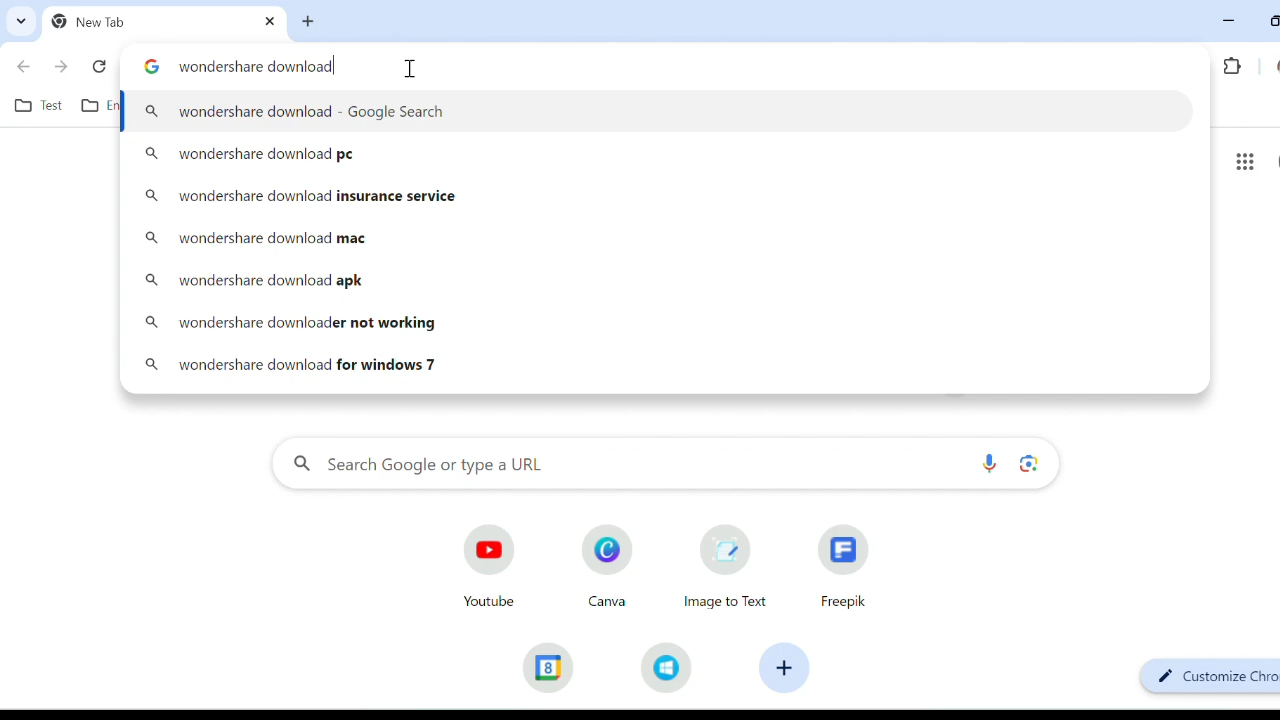 New Tab
wondershare download
Test
En
wondershare download - Google Search
wondershare download pc
wondershare download insurance service
wondershare download mac
wondershare download apk
wondershare downloader not working
wondershare download for windows 7
Search Google or type a URL
Youtube
Canva
Image to Text
Freepik
8
Customize Chro